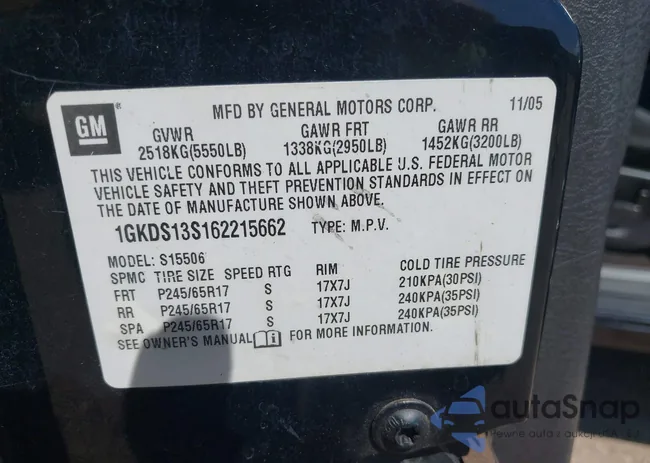 GM ®
MFD BY GENERAL MOTORS CORP. 11/05
GVWR GAWR FRT GAWR RR
2518KG(5550LB) 1338KG(2950LB) 1452KG(3200LB)
THIS VEHICLE CONFORMS TO ALL APPLICABLE U.S. FEDERAL MOTOR
VEHICLE SAFETY AND THEFT PREVENTION STANDARDS IN EFFECT ON
THE DATE OF MANUFACTURE SHOWN ABOVE.
1GKDS13S162215662 TYPE: M.P.V.
MODEL: S15506
SPMC TIRE SIZE SPEED RTG RIM COLD TIRE PRESSURE
FRT P245/65R17 S 17X7J 210KPA(30PSI)
RR P245/65R17 S 17X7J 240KPA(35PSI)
SPA P245/65R17 S 17X7J 240KPA(35PSI)
SEE OWNER'S MANUAL FOR MORE INFORMATION.
autaSnap
pewne auta z aukcji